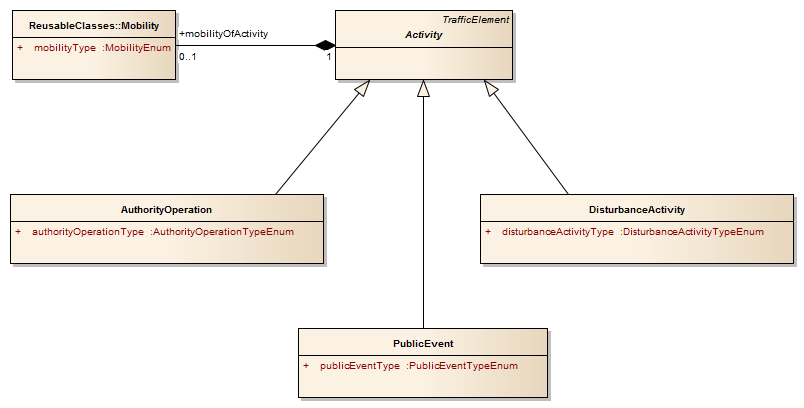 ReusableClasses::Mobility
+ mobilityType :MobilityEnum
+mobilityOfActivity
0..1
1
TrafficElement
Activity
AuthorityOperation
+ authorityOperationType :AuthorityOperationTypeEnum
DisturbanceActivity
+ disturbanceActivityType :DisturbanceActivityTypeEnum
PublicEvent
+ publicEventType :PublicEventTypeEnum